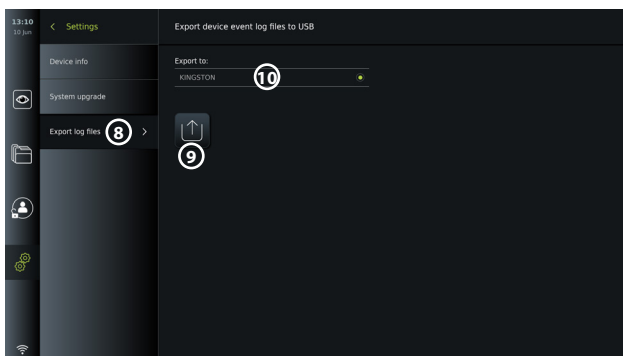 13:10
10 Jun
Settings
Export device event log files to USB
Device info
Export to:
KINGSTON
10
System upgrade
Export log files
8
9